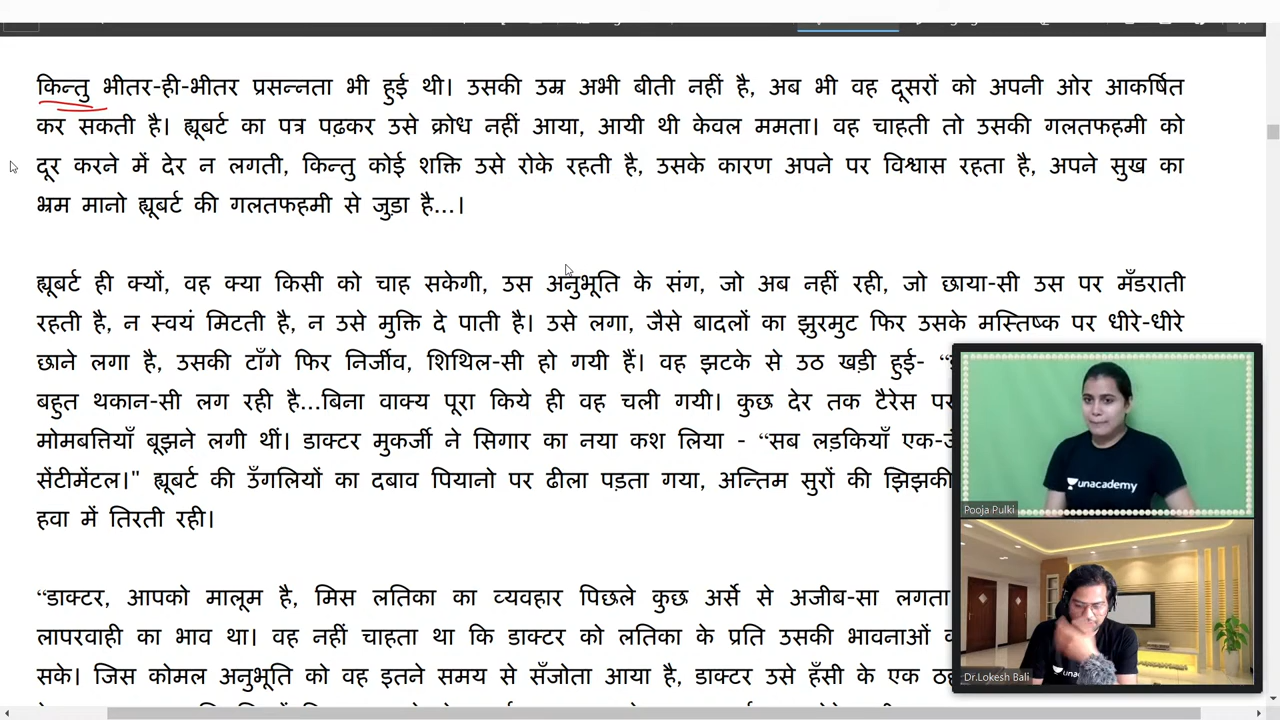 किन्तु भीतर-ही-भीतर प्रसन्नता भी हुई थी। उसकी उम्र अभी बीती नहीं है, अब भी वह दूसरों को अपनी ओर आकर्षित
कर सकती है। ह्यूबर्ट का पत्र पढ़कर उसे क्रोध नहीं आया, आयी थी केवल ममता। वह चाहती तो उसकी गलतफहमी को
दूर करने में देर न लगती, किन्तु कोई शक्ति उसे रोके रहती है, उसके कारण अपने पर विश्वास रहता है, अपने सुख का
भ्रम मानो ह्यूबर्ट की गलतफहमी से जुड़ा है...।
ह्यूबर्ट ही क्यों, वह क्या किसी को चाह सकेगी, उस अनुभूति के संग, जो अब नहीं रही, जो छाया-सी उस पर मँडराती
रहती है, न स्वयं मिटती है, न उसे मुक्ति दे पाती है। उसे लगा, जैसे बादलों का झुरमुट फिर उसके मस्तिष्क पर धीरे-धीरे
छाने लगा है, उसकी टाँगे फिर निर्जीव, शिथिल-सी हो गयी हैं। वह झटके से उठ खड़ी हुई-
बहुत थकान-सी लग रही है...बिना वाक्य पूरा किये ही वह चली गयी। कुछ देर तक टैरेस
मोमबत्तियाँ बूझने लगी थीं। डाक्टर मुकर्जी ने सिगार का नया कश लिया - “सब लड़कियाँ
सेंटीमेंटल।" ह्यूबर्ट की उँगलियों का दबाव पियानो पर ढीला पड़ता गया, अन्तिम सुरों की झिझकी
हवा में तिरती रही।
“डाक्टर, आपको मालूम है, मिस लतिका का व्यवहार पिछले कुछ अर्से से अजीब-सा लगता
लापरवाही का भाव था। वह नहीं चाहता था कि डाक्टर को लतिका के प्रति उसकी भावनाओं
सके। जिस कोमल अनुभूति को वह इतने समय से सँजोता आया है, डाक्टर उसे हँसी के एक
unacademy
Pooja Pulki
unacademy
Dr.Lokesh Bali